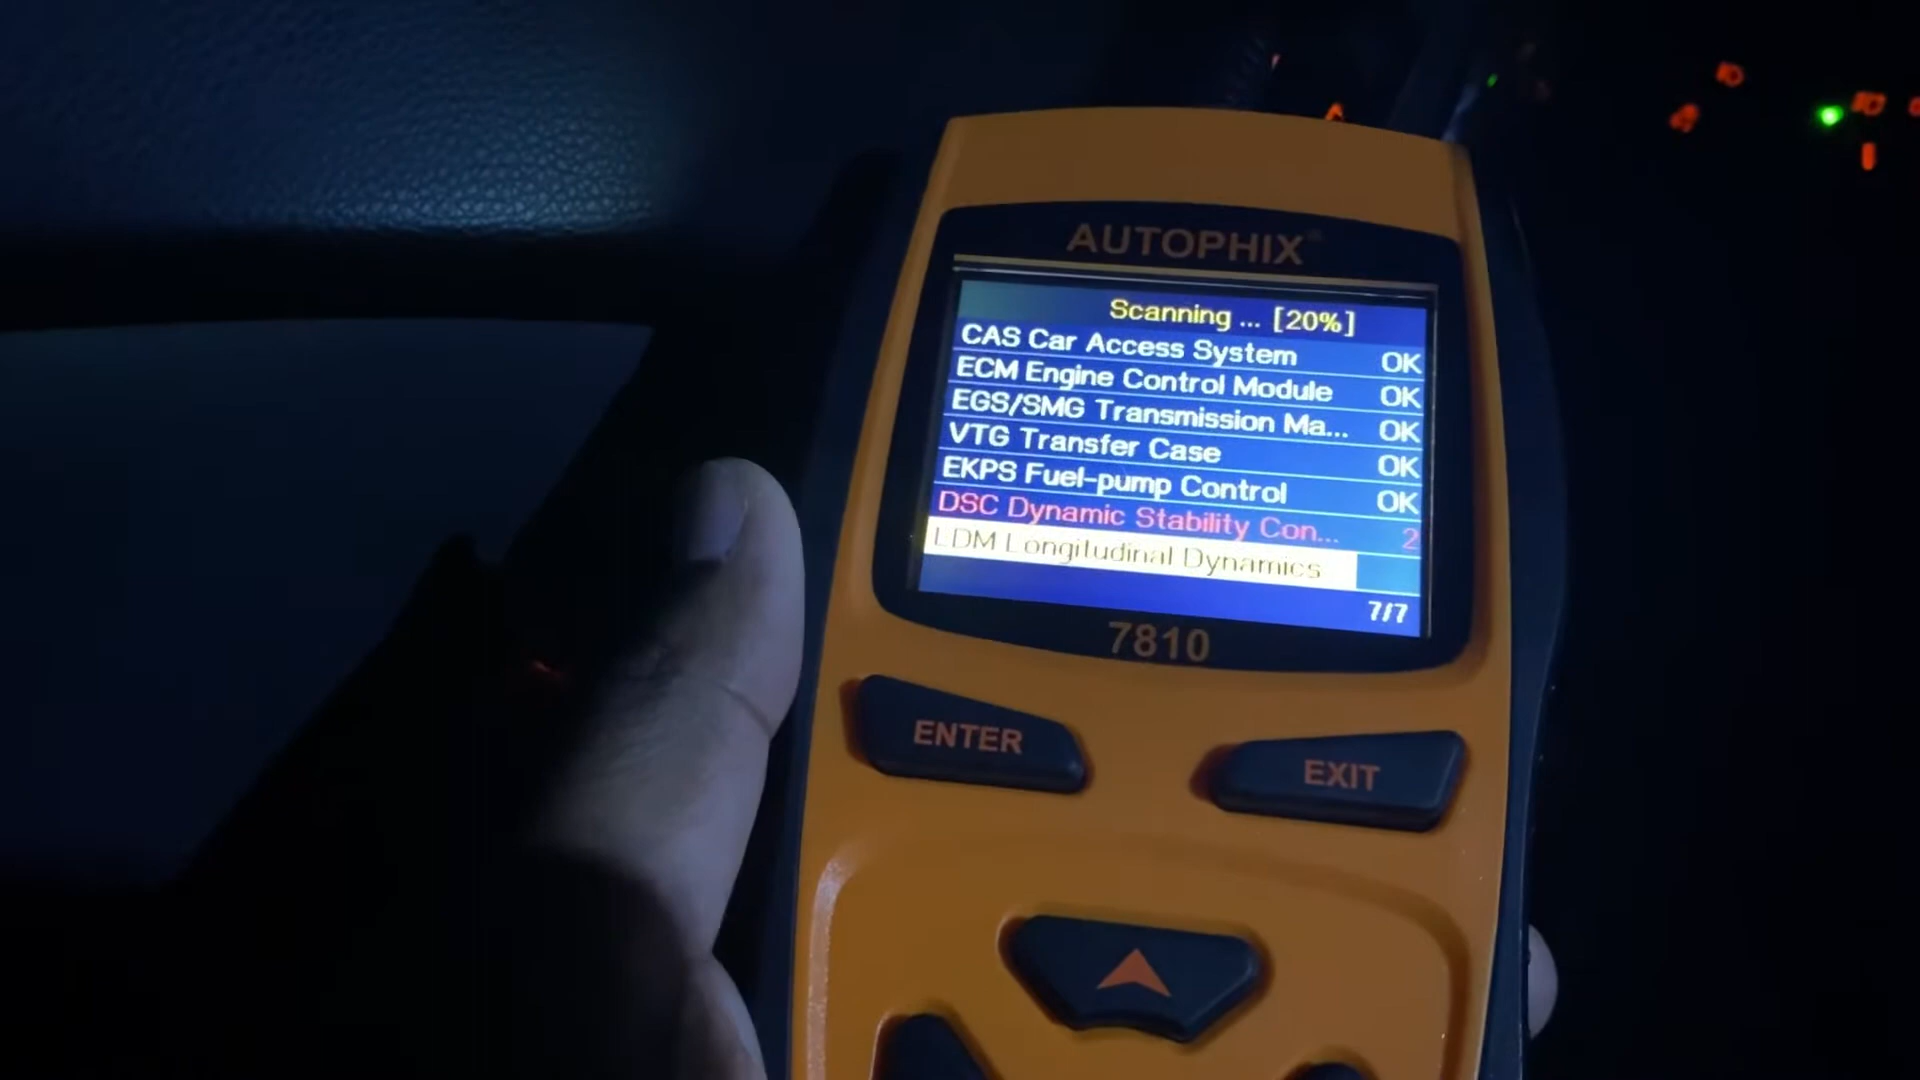 AUTOPHIX®
Scanning ... [20%]
CAS Car Access System OK
ECM Engine Control Module OK
EGS/SMG Transmission Ma... OK
VTG Transfer Case OK
EKPS Fuel-pump Control OK
DSC Dynamic Stability Con... 2
LDM Longitudinal Dynamics
7/7
7810
ENTER
EXIT